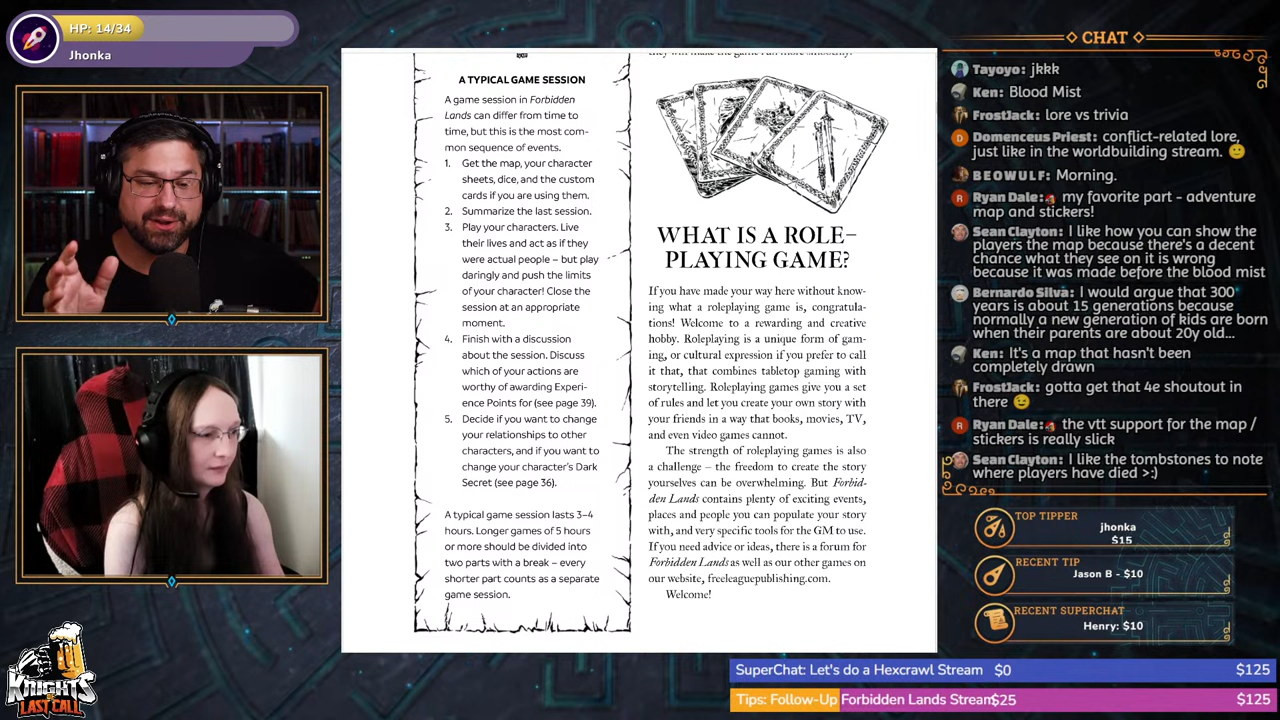 HP: 14/34
Jhonka
they will make the game run more smoothly.
A TYPICAL GAME SESSION
A game session in Forbidden
Lands can differ from time to
time, but this is the most com-
mon sequence of events.
1. Get the map, your character
sheets, dice, and the custom
cards if you are using them.
2. Summarize the last session.
3. Play your characters. Live
their lives and act as if they
were actual people – but play
daringly and push the limits
of your character! Close the
session at an appropriate
moment.
4. Finish with a discussion
about the session. Discuss
which of your actions are
worthy of awarding Experi-
ence Points for (see page 39).
5. Decide if you want to change
your relationships to other
characters, and if you want to
change your character's Dark
Secret (see page 36).
A typical game session lasts 3–4
hours. Longer games of 5 hours
or more should be divided into
two parts with a break – every
shorter part counts as a separate
game session.
WHAT IS A ROLE–
PLAYING GAME?
If you have made your way here without know-
ing what a roleplaying game is, congratula-
tions! Welcome to a rewarding and creative
hobby. Roleplaying is a unique form of gam-
ing, or cultural expression if you prefer to call
it that, that combines tabletop gaming with
storytelling. Roleplaying games give you a set
of rules and let you create your own story with
your friends in a way that books, movies, TV,
and even video games cannot.
The strength of roleplaying games is also
a challenge – the freedom to create the story
yourselves can be overwhelming. But Forbid-
den Lands contains plenty of exciting events,
places and people you can populate your story
with, and very specific tools for the GM to use.
If you need advice or ideas, there is a forum for
Forbidden Lands as well as our other games on
our website, freeleaguepublishing.com.
Welcome!
CHAT
Tayoyo: jkkk
Ken: Blood Mist
FrostJack: lore vs trivia
Domenceus Priest: conflict-related lore,
just like in the worldbuilding stream. 🙂
BEOWULF: Morning.
Ryan Dale: my favorite part - adventure
map and stickers!
Sean Clayton: I like how you can show the
players the map because there's a decent
chance what they see on it is wrong
because it was made before the blood mist
Bernardo Silva: I would argue that 300
years is about 15 generations because
normally a new generation of kids are born
when their parents are about 20y old...
Ken: It's a map that hasn't been
completely drawn
FrostJack: gotta get that 4e shoutout in
there 😉
Ryan Dale: the vtt support for the map /
stickers is really slick
Sean Clayton: I like the tombstones to note
where players have died >:)
TOP TIPPER
jhonka
$15
RECENT TIP
Jason B - $10
RECENT SUPERCHAT
Henry: $10
SuperChat: Let's do a Hexcrawl Stream $0 $125
Tips: Follow-Up Forbidden Lands Stream $25 $125
KNIGHTS
OF
LAST CALL